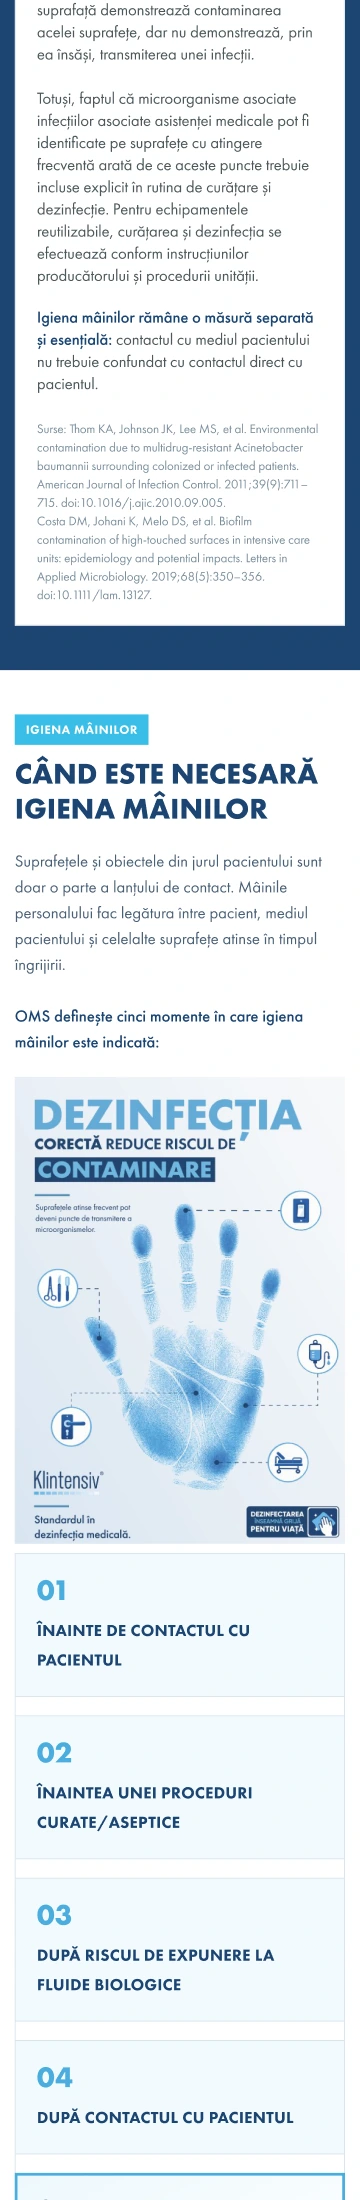 suprafață demonstrează contaminarea
acelei suprafețe, dar nu demonstrează, prin
ea însăși, transmiterea unei infecții.
Totuși, faptul că microorganisme asociate
infecțiilor asociate asistenței medicale pot fi
identificate pe suprafețe cu atingere
frecventă arată de ce aceste puncte trebuie
incluse explicit în rutina de curățare și
dezinfecție. Pentru echipamentele
reutilizabile, curățarea și dezinfecția se
efectuează conform instrucțiunilor
producătorului și procedurii unității.
Igiena mâinilor rămâne o măsură separată
și esențială: contactul cu mediul pacientului
nu trebuie confundat cu contactul direct cu
pacientul.
Surse: Thom KA, Johnson JK, Lee MS, et al. Environmental
contamination due to multidrug-resistant Acinetobacter
baumannii surrounding colonized or infected patients.
American Journal of Infection Control. 2011;39(9):711–
715. doi:10.1016/j.ajic.2010.09.005.
Costa DM, Johani K, Melo DS, et al. Biofilm
contamination of high-touched surfaces in intensive care
units: epidemiology and potential impacts. Letters in
Applied Microbiology. 2019;68(5):350–356.
doi:10.1111/lam.13127.
IGIENA MÂINILOR
CÂND ESTE NECESARĂ
IGIENA MÂINILOR
Suprafețele și obiectele din jurul pacientului sunt
doar o parte a lanțului de contact. Mâinile
personalului fac legătura între pacient, mediul
pacientului și celelalte suprafețe atinse în timpul
îngrijirii.
OMS definește cinci momente în care igiena
mâinilor este indicată:
DEZINFECȚIA
CORECTĂ REDUCE RISCUL DE
CONTAMINARE
Suprafețele atinse frecvent pot
deveni puncte de transmitere a
microorganismelor.
Klintensiv®
Standardul în
dezinfecția medicală.
DEZINFECTAREA
ÎNSEAMNĂ GRIJĂ
PENTRU VIAȚĂ
01
ÎNAINTE DE CONTACTUL CU
PACIENTUL
02
ÎNAINTEA UNEI PROCEDURI
CURATE/ASEPTICE
03
DUPĂ RISCUL DE EXPUNERE LA
FLUIDE BIOLOGICE
04
DUPĂ CONTACTUL CU PACIENTUL